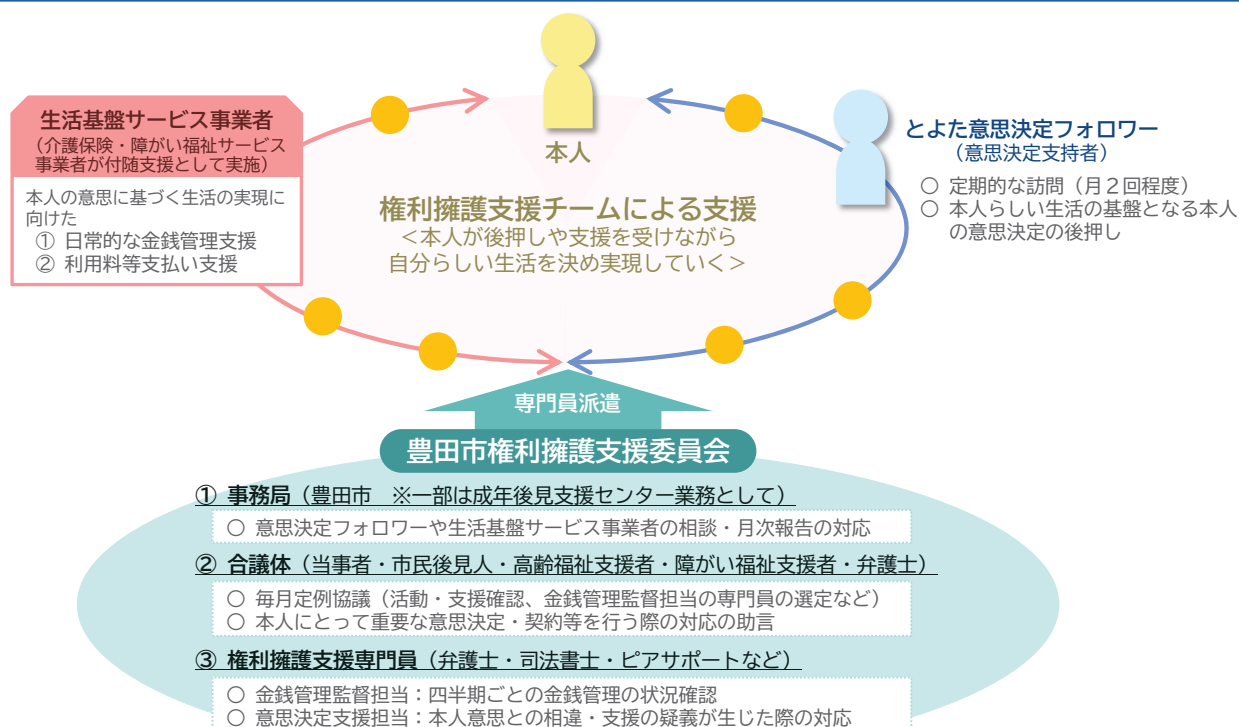 生活基盤サービス事業者
（介護保険・障がい福祉サービス
事業者が付随支援として実施）
本人の意思に基づく生活の実現に
向けた
① 日常的な金銭管理支援
② 利用料等支払い支援
本人
権利擁護支援チームによる支援
＜本人が後押しや支援を受けながら
自分らしい生活を決め実現していく＞
とよた意思決定フォロワー
（意思決定支持者）
○ 定期的な訪問（月２回程度）
○ 本人らしい生活の基盤となる本人
の意思決定の後押し
専門員派遣
豊田市権利擁護支援委員会
① 事務局（豊田市　※一部は成年後見支援センター業務として）
○ 意思決定フォロワーや生活基盤サービス事業者の相談・月次報告の対応
② 合議体（当事者・市民後見人・高齢福祉支援者・障がい福祉支援者・弁護士）
○ 毎月定例協議（活動・支援確認、金銭管理監督担当の専門員の選定など）
○ 本人にとって重要な意思決定・契約等を行う際の対応の助言
③ 権利擁護支援専門員（弁護士・司法書士・ピアサポートなど）
○ 金銭管理監督担当：四半期ごとの金銭管理の状況確認
○ 意思決定支援担当：本人意思との相違・支援の疑義が生じた際の対応